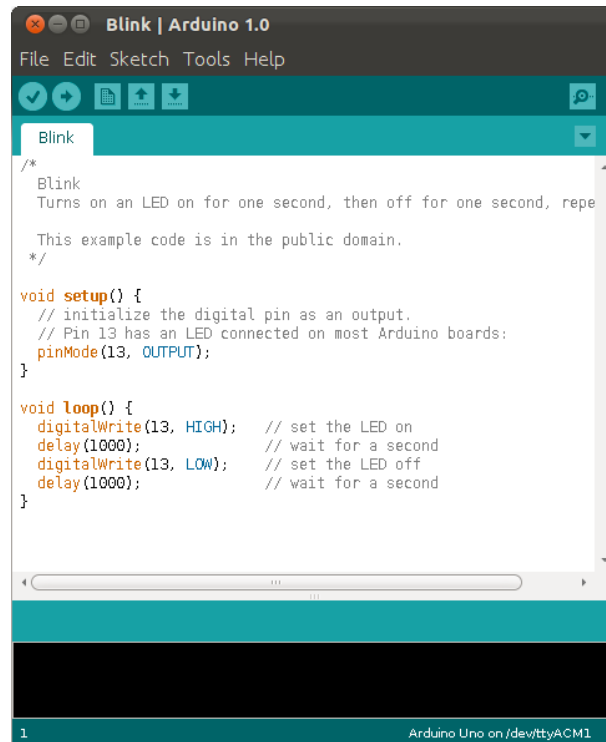 Blink | Arduino 1.0
File Edit Sketch Tools Help
Blink
/*
  Blink
  Turns on an LED on for one second, then off for one second, repe

  This example code is in the public domain.
 */

void setup() {
  // initialize the digital pin as an output.
  // Pin 13 has an LED connected on most Arduino boards:
  pinMode(13, OUTPUT);
}

void loop() {
  digitalWrite(13, HIGH);   // set the LED on
  delay(1000);              // wait for a second
  digitalWrite(13, LOW);    // set the LED off
  delay(1000);              // wait for a second
}
1 Arduino Uno on /dev/ttyACM1